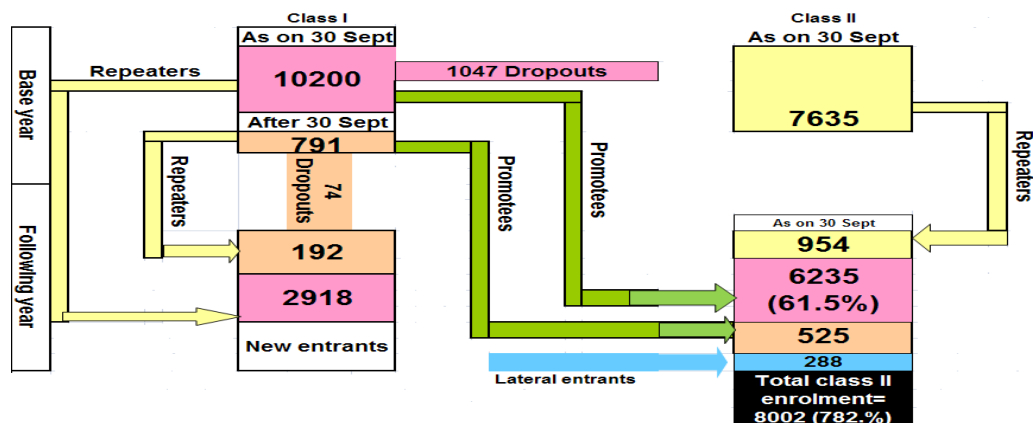 Class I
As on 30 Sept
Class II
As on 30 Sept
Base year
Repeaters
10200
1047 Dropouts
7635
After 30 Sept
791
Repeaters
74
Dropouts
Promotees
Promotees
Repeaters
Following year
As on 30 Sept
954
192
6235
(61.5%)
2918
525
New entrants
288
Lateral entrants
Total class II
enrolment=
8002 (782.%)